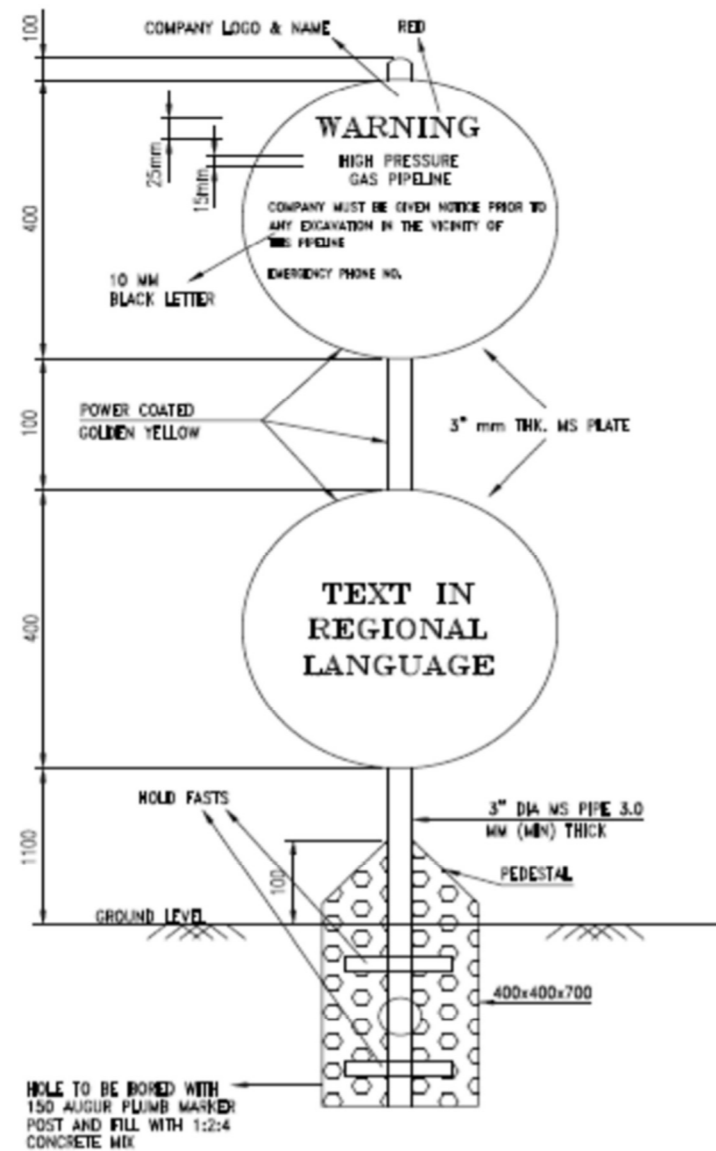 100
COMPANY LOGO & NAME
RED
WARNING
HIGH PRESSURE
GAS PIPELINE
25mm
15mm
COMPANY MUST BE GIVEN NOTICE PRIOR TO
ANY EXCAVATION IN THE VICINITY OF
THIS PIPELINE
EMERGENCY PHONE NO.
400
10 MM
BLACK LETTER
100
POWER COATED
GOLDEN YELLOW
3" mm THK. MS PLATE
400
TEXT IN
REGIONAL
LANGUAGE
HOLD FASTS
1100
3" DIA MS PIPE 3.0
MM (MIN) THICK
100
PEDESTAL
GROUND LEVEL
400x400x700
HOLE TO BE BORED WITH
150 AUGUR PLUMB MARKER
POST AND FILL WITH 1:2:4
CONCRETE MIX